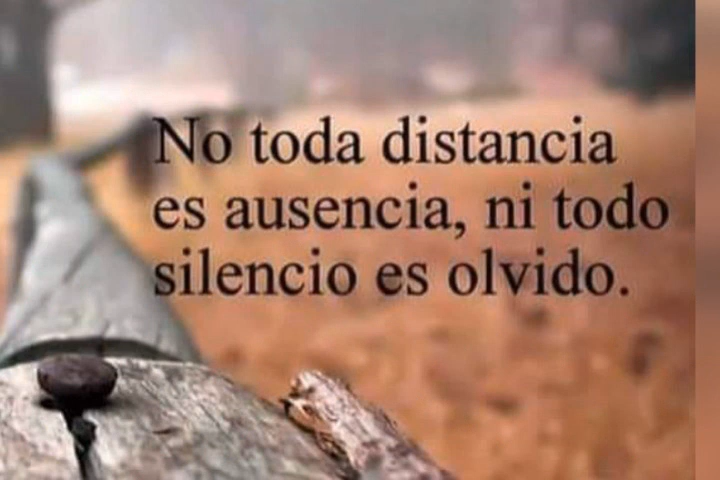 No toda distancia
es ausencia, ni todo
silencio es olvido.